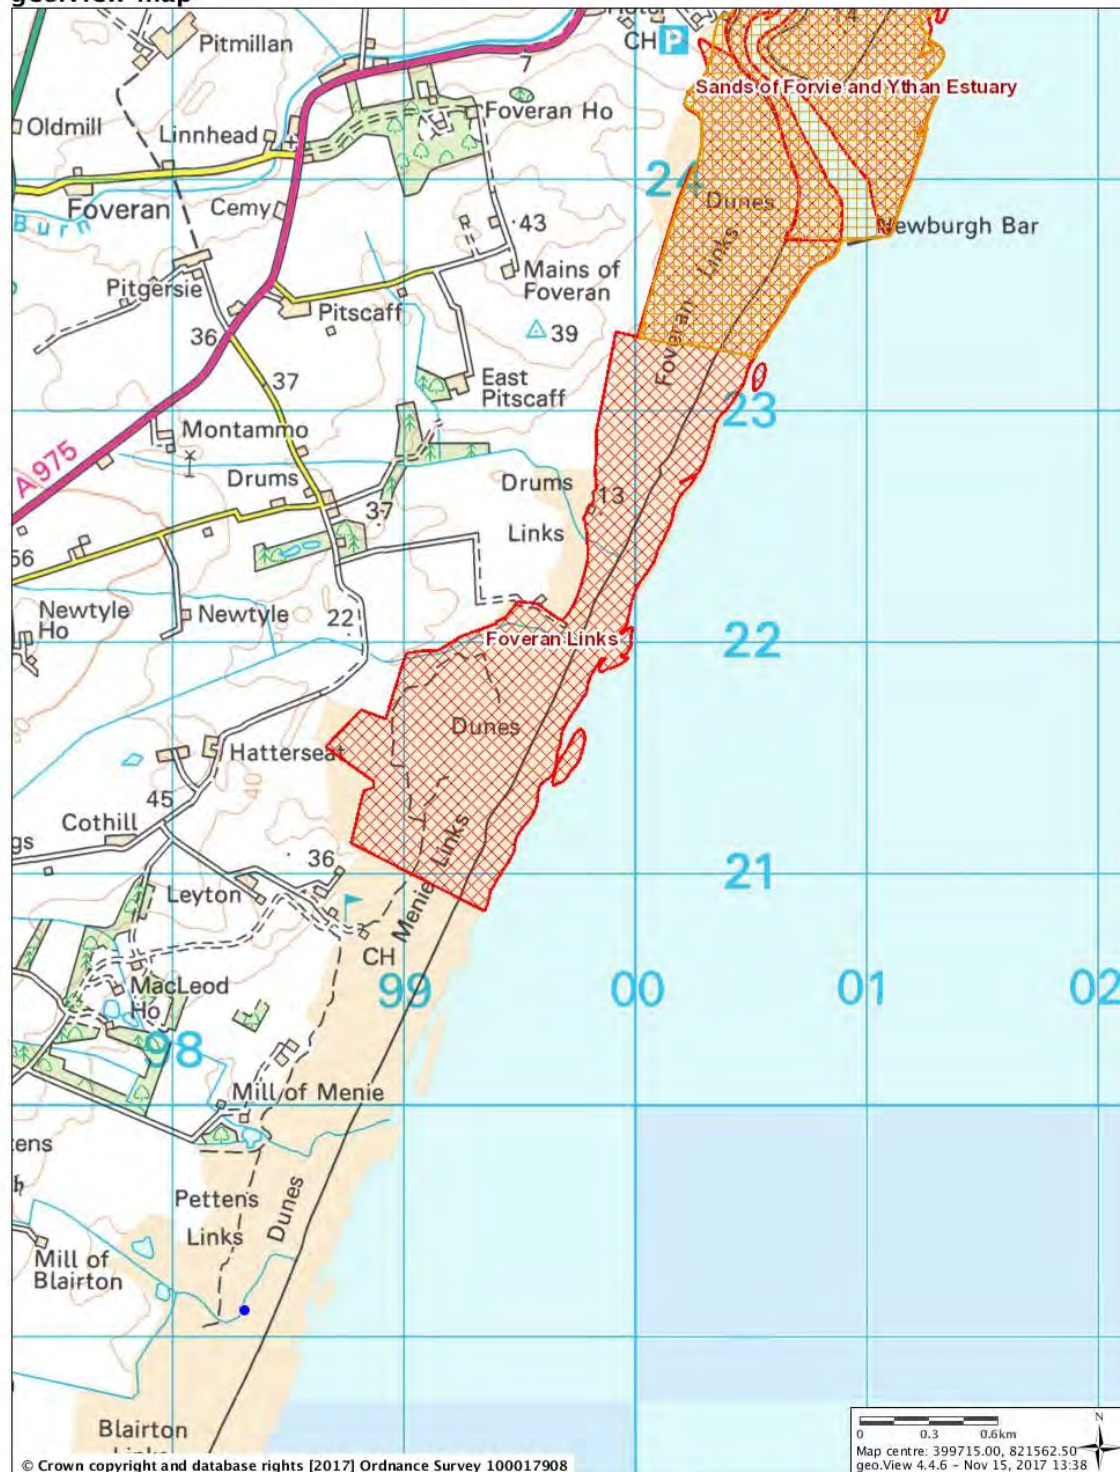 Pitmillan
CH P
7
Sands of Forvie and Ythan Estuary
Oldmill
Linnhead
Foveran Ho
24
Dunes
Foveran
Cemy
43
Newburgh Bar
Burn
Links
Mains of
Foveran
Pitgersie
Pitscaff
39
36
Foveran
37
East
Pitscaff
23
Montammo
A 975
Drums
Drums
13
37
Links
56
Newtyle
Ho
Newtyle
22
Foveran Links
22
Dunes
Hatterseat
40
45
Cothill
gs
Links
36
21
Leyton
Menie
CH
MacLeod
Ho
99
00
01
02
98
Mill of Menie
tens
Pettens
Dunes
Links
Mill of
Blairton
Blairton
0 0.3 0.6km
N
Map centre: 399715.00, 821562.50
geo.View 4.4.6 - Nov 15, 2017 13:38
© Crown copyright and database rights [2017] Ordnance Survey 100017908